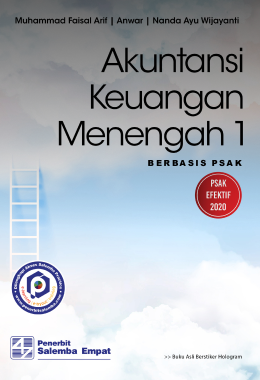 Muhammad Faisal Arif | Anwar | Nanda Ayu Wijayanti
Akuntansi
Keuangan
Menengah 1
BERBASIS PSAK
PSAK
EFEKTIF
2020
Penerbit
Salemba Empat
>> Buku Asli Berstiker Hologram